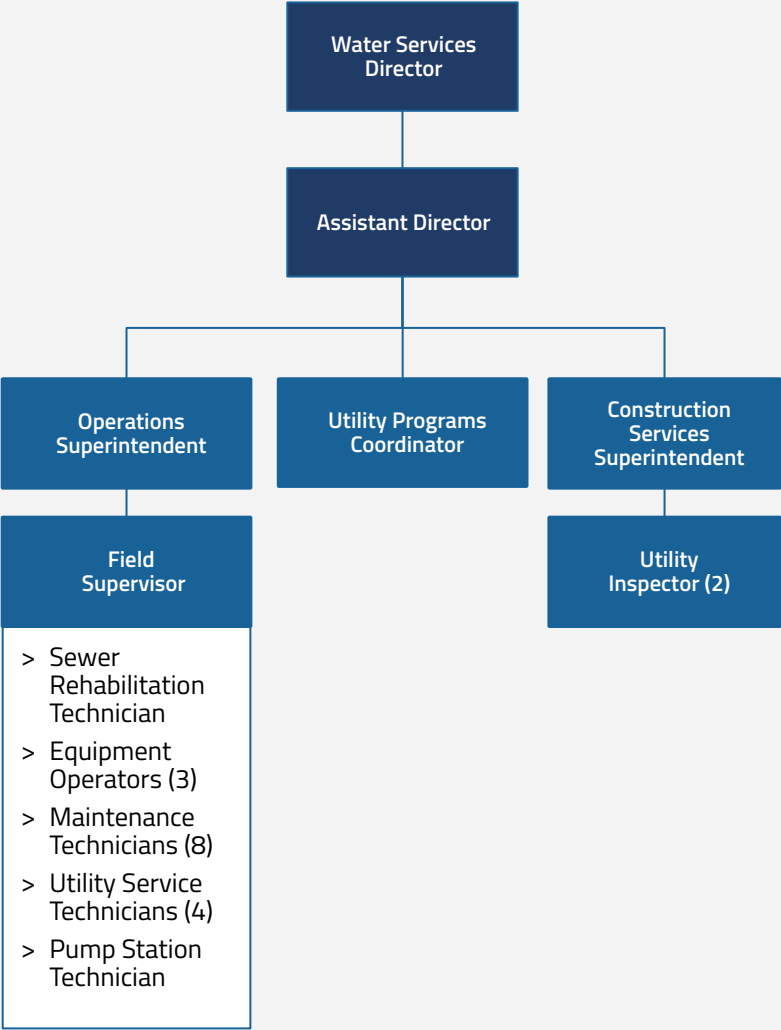 Water Services
Director
Assistant Director
Operations
Superintendent
Utility Programs
Coordinator
Construction
Services
Superintendent
Field
Supervisor
Utility
Inspector (2)
> Sewer
Rehabilitation
Technician
> Equipment
Operators (3)
> Maintenance
Technicians (8)
> Utility Service
Technicians (4)
> Pump Station
Technician